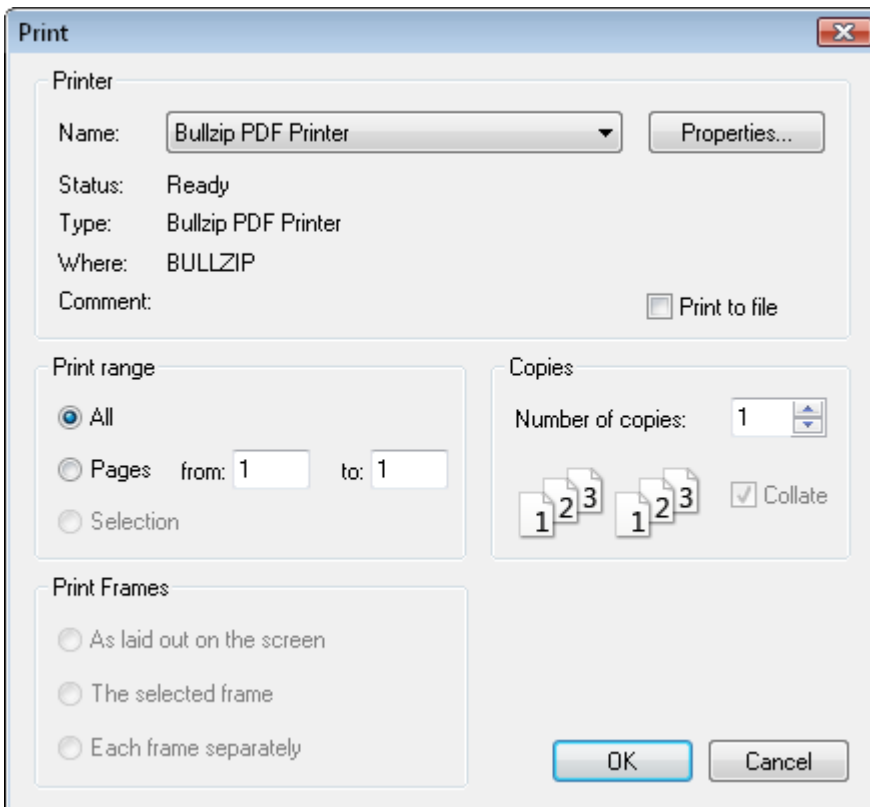 Print
Printer
Name: Bullzip PDF Printer Properties...
Status: Ready
Type: Bullzip PDF Printer
Where: BULLZIP
Comment: Print to file
Print range
All
Pages from: 1 to: 1
Selection
Copies
Number of copies: 1
1 2 3 1 2 3 Collate
Print Frames
As laid out on the screen
The selected frame
Each frame separately
OK Cancel